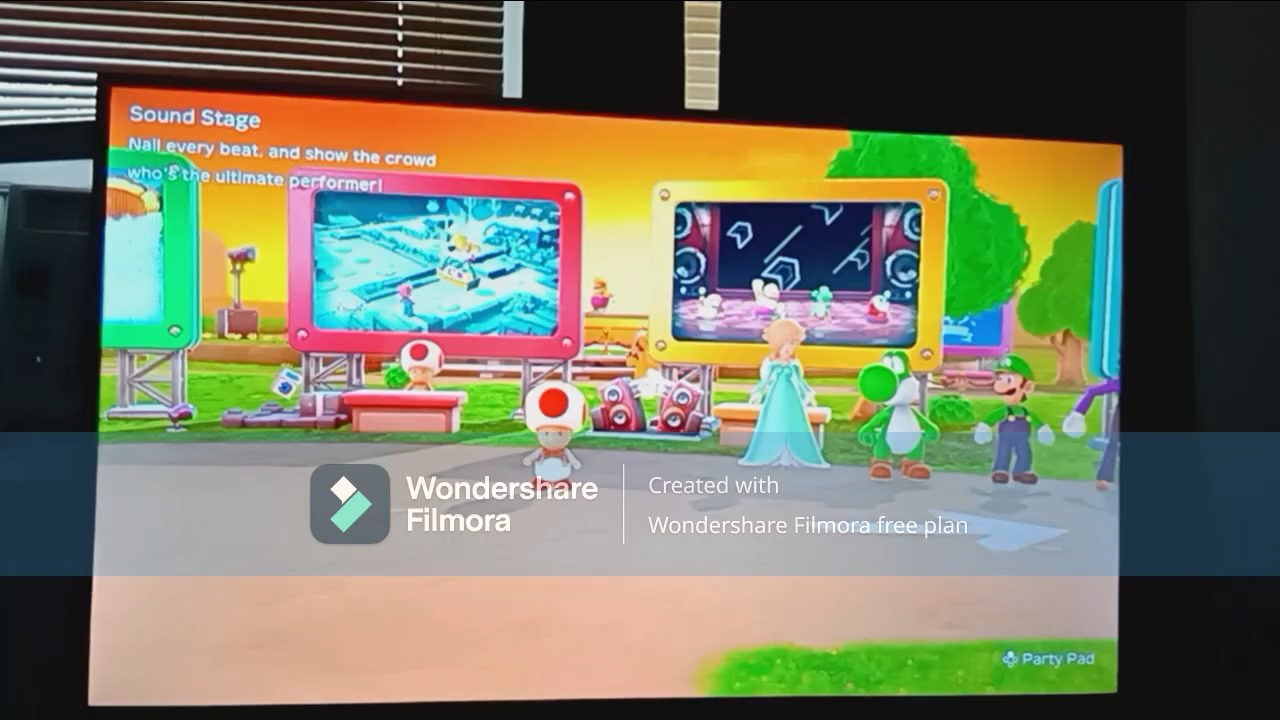 Sound Stage
Nail every beat, and show the crowd
who's the ultimate performer!
Wondershare
Filmora
Created with
Wondershare Filmora free plan
Party Pad